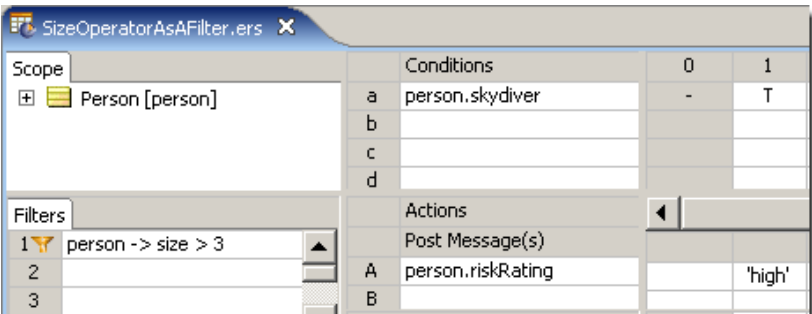 SizeOperatorAsAFilter.ers
Scope
Person [person]
Conditions 0 1
a person.skydiver - T
b
c
d
Filters
1 person -> size > 3
2
3
Actions
Post Message(s)
A person.riskRating 'high'
B